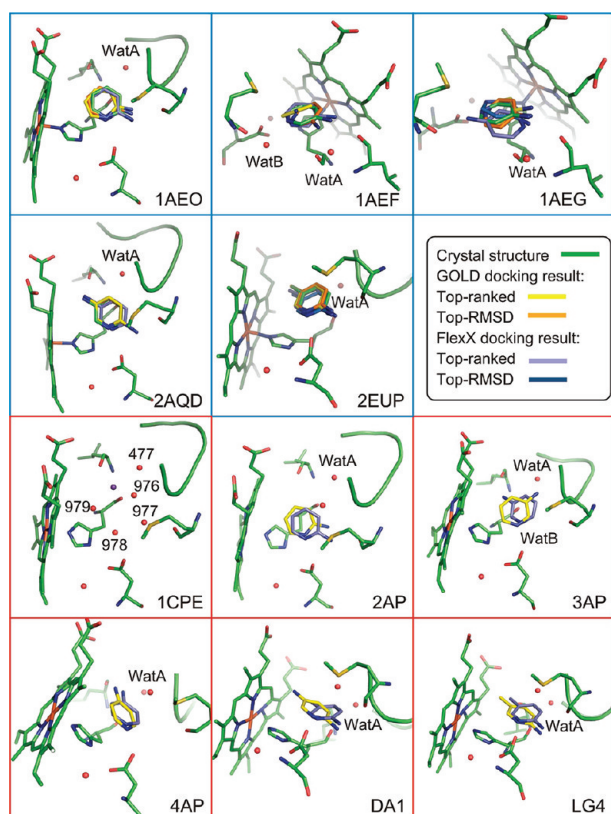 WatA
1AEO
WatB
WatA
1AEF
WatA
1AEG
WatA
2AQD
WatA
2EUP
Crystal structure
GOLD docking result:
Top-ranked
Top-RMSD
FlexX docking result:
Top-ranked
Top-RMSD
477
976
979
977
978
1CPE
WatA
2AP
WatA
WatB
3AP
WatA
4AP
WatA
DA1
WatA
LG4